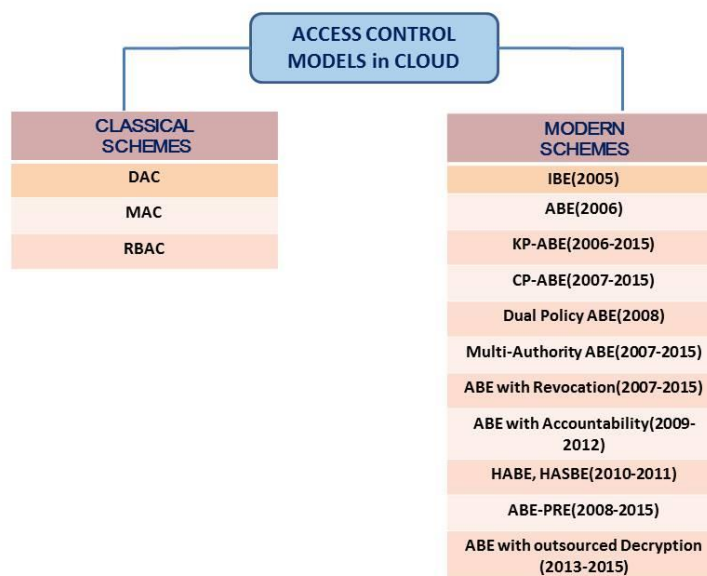 ACCESS CONTROL
MODELS in CLOUD
CLASSICAL
SCHEMES
DAC
MAC
RBAC
MODERN
SCHEMES
IBE(2005)
ABE(2006)
KP-ABE(2006-2015)
CP-ABE(2007-2015)
Dual Policy ABE(2008)
Multi-Authority ABE(2007-2015)
ABE with Revocation(2007-2015)
ABE with Accountability(2009-
2012)
HABE, HASBE(2010-2011)
ABE-PRE(2008-2015)
ABE with outsourced Decryption
(2013-2015)